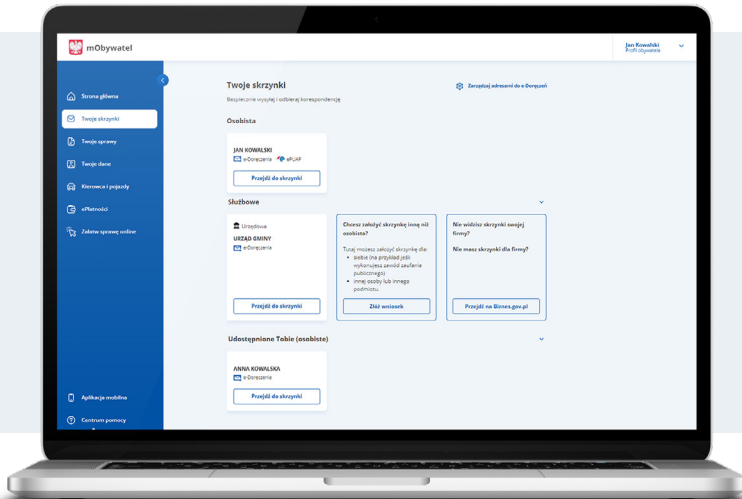 mObywatel
Jan Kowalski
Profil obywatela
Strona główna
Twoje skrzynki
Twoje sprawy
Twoje dane
Kierowca i pojazdy
ePłatności
Załatw sprawę online
Aplikacja mobilna
Centrum pomocy
Twoje skrzynki
Zarządzaj adresami do e-Doręczeń
Bezpiecznie wysyłaj i odbieraj korespondencję
Osobista
JAN KOWALSKI
e-Doręczenia ePUAP
Przejdź do skrzynki
Służbowe
Urzędowa
URZĄD GMINY
e-Doręczenia
Przejdź do skrzynki
Chcesz założyć skrzynkę inną niż
osobista?
Tutaj możesz założyć skrzynkę dla:
siebie (na przykład jeśli
wykonujesz zawód zaufania
publicznego)
innej osoby lub innego
podmiotu.
Złóż wniosek
Nie widzisz skrzynki swojej
firmy?
Nie masz skrzynki dla firmy?
Przejdź na Biznes.gov.pl
Udostępnione Tobie (osobiste)
ANNA KOWALSKA
e-Doręczenia
Przejdź do skrzynki